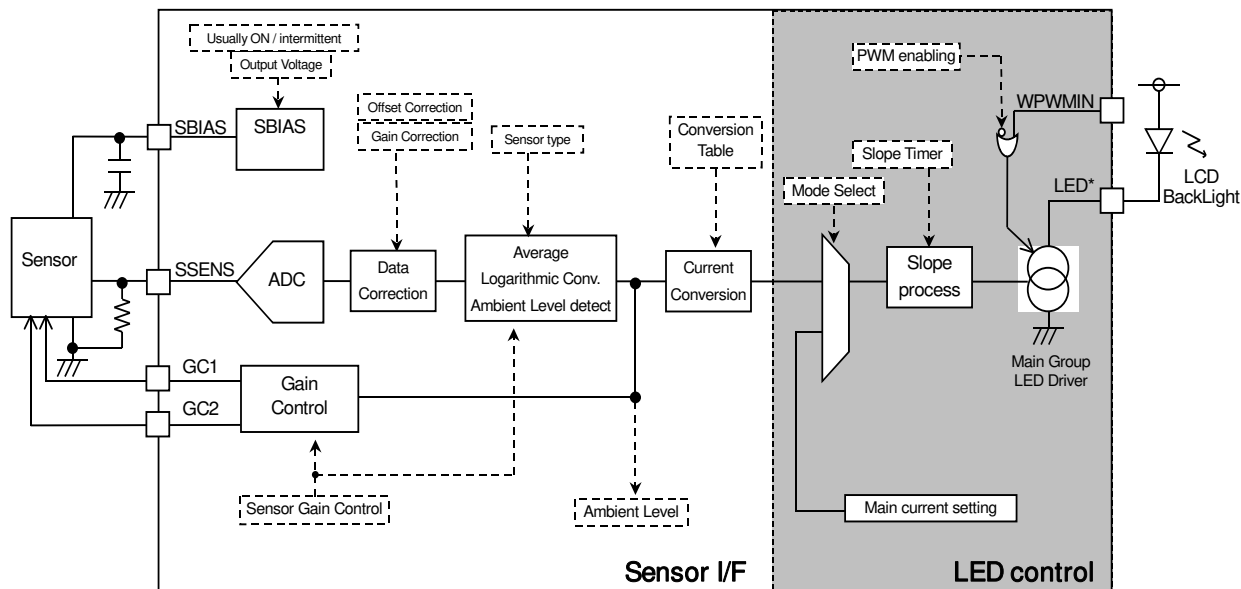 Usually ON / intermittent
Output Voltage
SBIAS
SBIAS
Offset Correction
Gain Correction
Sensor type
Conversion
Table
PWM enabling
WPWMIN
Slope Timer
Mode Select
LED*
LCD
BackLight
Sensor
SSENS
ADC
Data
Correction
Average
Logarithmic Conv.
Ambient Level detect
Current
Conversion
Slope
process
Main Group
LED Driver
GC1
GC2
Gain
Control
Sensor Gain Control
Ambient Level
Main current setting
Sensor I/F
LED control